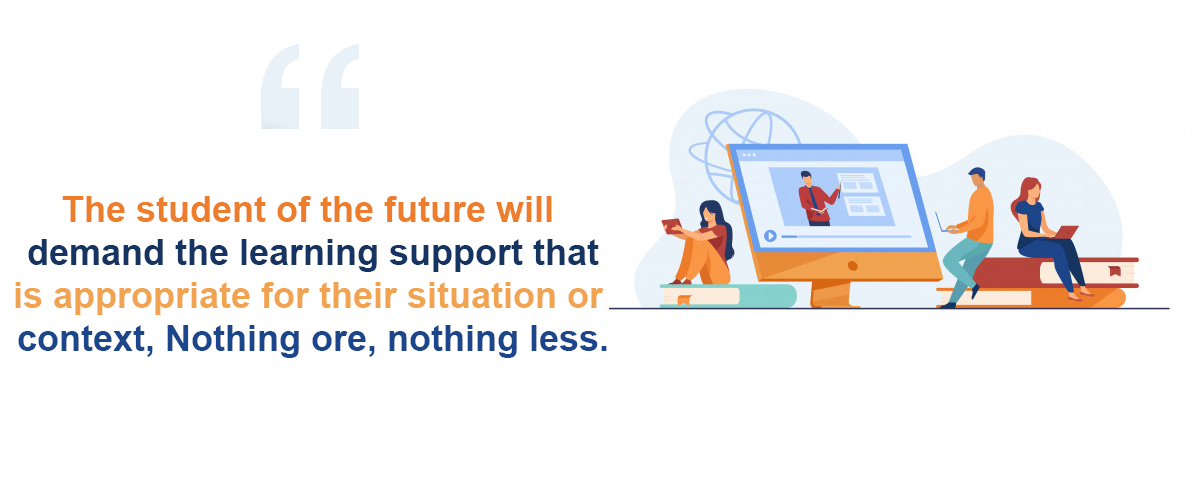 The student of the future will
demand the learning support that
is appropriate for their situation or
context, Nothing ore, nothing less.